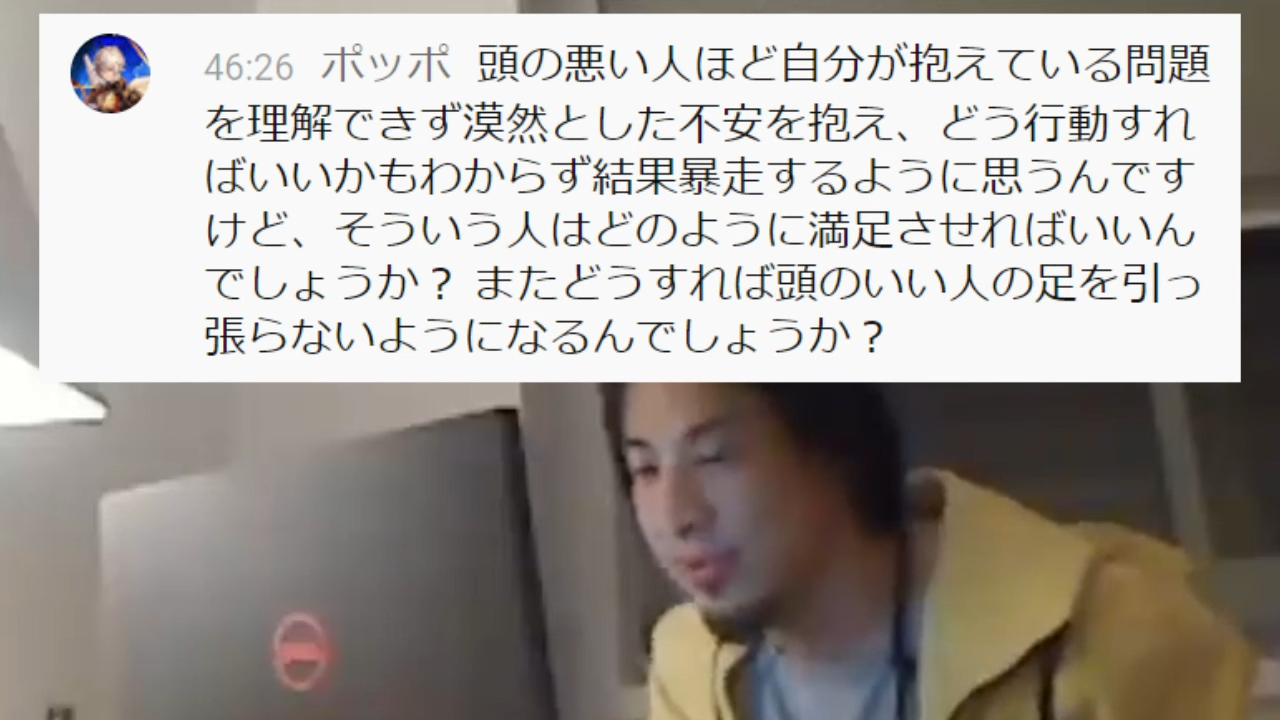 46:26 ポッポ 頭の悪い人ほど自分が抱えている問題
を理解できず漠然とした不安を抱え、どう行動すれ
ばいいかもわからず結果暴走するように思うんです
けど、そういう人はどのように満足させればいいん
でしょうか？ またどうすれば頭のいい人の足を引っ
張らないようになるんでしょうか？